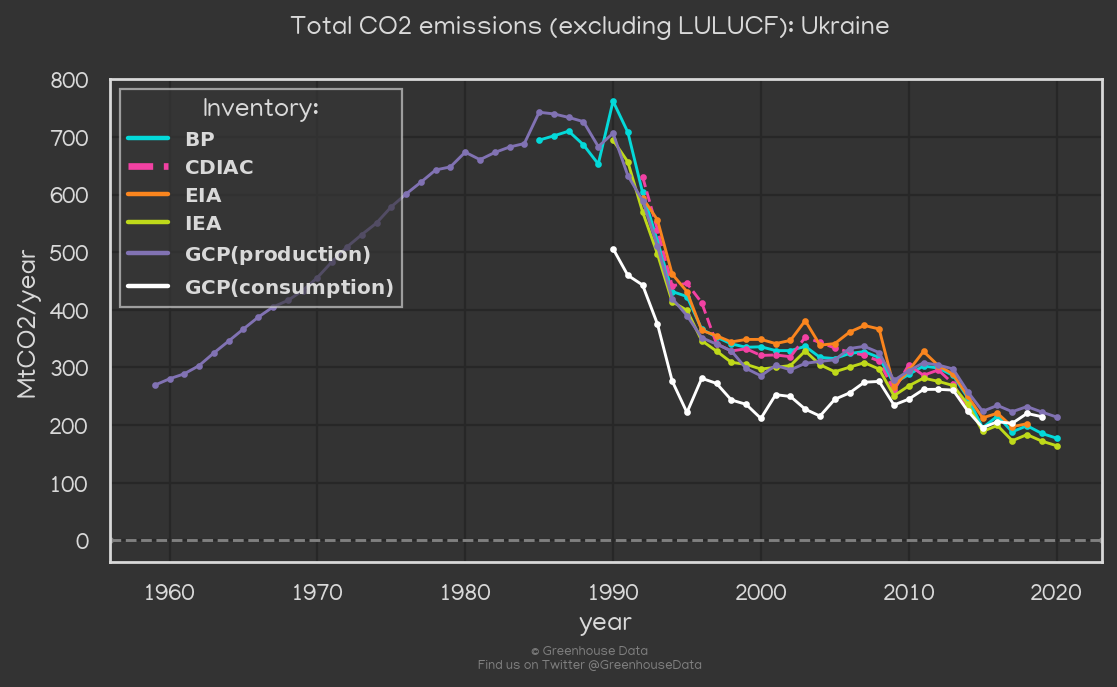 Total CO2 emissions (excluding LULUCF): Ukraine
800
700
600
500
400
300
200
100
0
MtCO2/year
Inventory:
BP
CDIAC
EIA
IEA
GCP(production)
GCP(consumption)
1960 1970 1980 1990 2000 2010 2020
year
© Greenhouse Data
Find us on Twitter @GreenhouseData